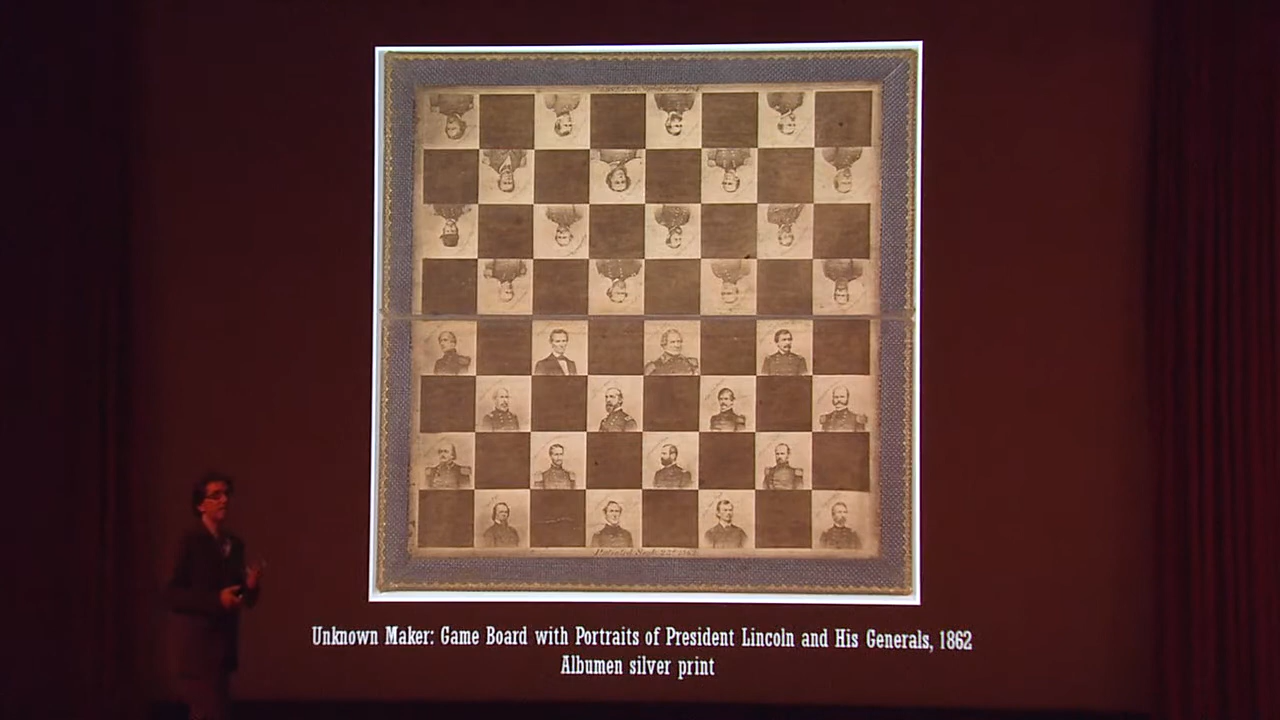 Unknown Maker: Game Board with Portraits of President Lincoln and His Generals, 1862
Albumen silver print